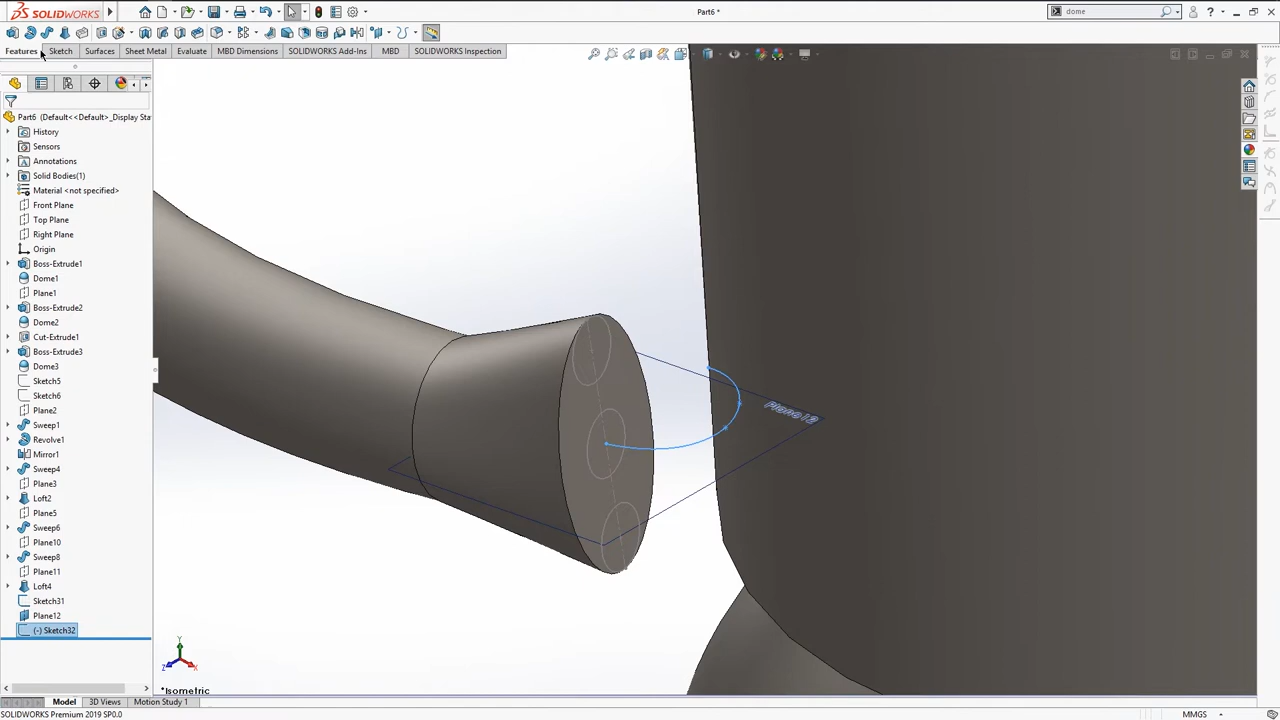 SOLIDWORKS
Part6 *
dome
Features
Sketch
Surfaces
Sheet Metal
Evaluate
MBD Dimensions
SOLIDWORKS Add-Ins
MBD
SOLIDWORKS Inspection
Part6 (Default<<Default>_Display Sta
History
Sensors
Annotations
Solid Bodies(1)
Material <not specified>
Front Plane
Top Plane
Right Plane
Origin
Boss-Extrude1
Dome1
Plane1
Boss-Extrude2
Dome2
Cut-Extrude1
Boss-Extrude3
Dome3
Sketch5
Sketch6
Plane2
Sweep1
Revolve1
Mirror1
Sweep4
Plane3
Loft2
Plane5
Sweep6
Plane10
Sweep8
Plane11
Loft4
Sketch31
Plane12
(-) Sketch32
Plane12
Y
Z
X
*Isometric
Model
3D Views
Motion Study 1
SOLIDWORKS Premium 2019 SP0.0
MMGS